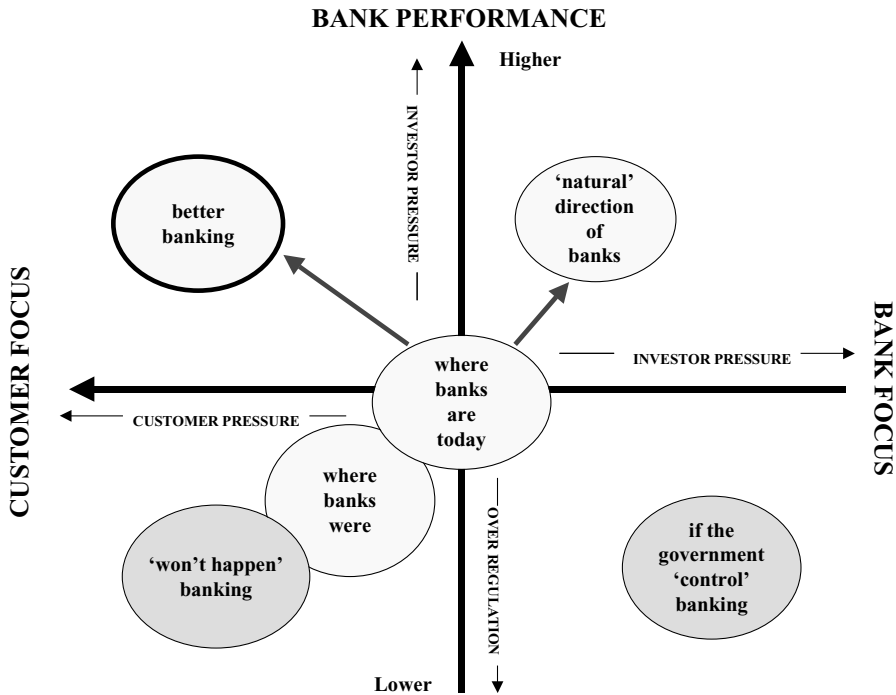 BANK PERFORMANCE
Higher
INVESTOR PRESSURE
better
banking
‘natural’
direction
of
banks
CUSTOMER FOCUS
BANK FOCUS
where
banks
are
today
INVESTOR PRESSURE
CUSTOMER PRESSURE
where
banks
were
‘won’t happen’
banking
OVER REGULATION
if the
government
‘control’
banking
Lower